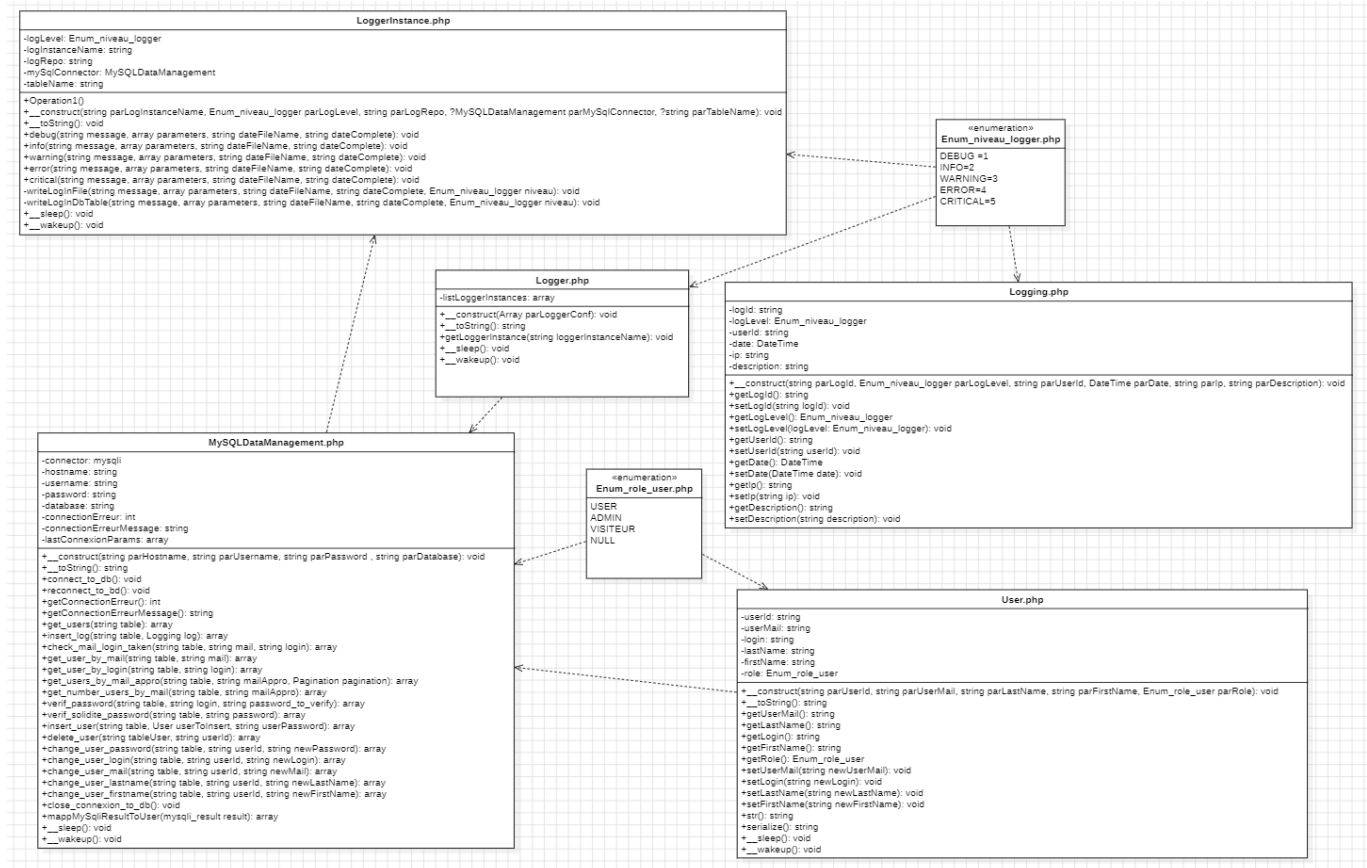 LoggerInstance.php
-logLevel: Enum_niveau_logger
-logInstanceName: string
-logRepo: string
-mySqlConnector: MySQLDataManagement
-tableName: string
+Operation1()
+__construct(string parLogInstanceName, Enum_niveau_logger parLogLevel, string parLogRepo, ?MySQLDataManagement parMySqlConnector, ?string parTableName): void
+__toString(): void
+debug(string message, array parameters, string dateFileName, string dateComplete): void
+info(string message, array parameters, string dateFileName, string dateComplete): void
+warning(string message, array parameters, string dateFileName, string dateComplete): void
+error(string message, array parameters, string dateFileName, string dateComplete): void
+critical(string message, array parameters, string dateFileName, string dateComplete): void
-writeLogInFile(string message, array parameters, string dateFileName, string dateComplete, Enum_niveau_logger niveau): void
-writeLogInDbTable(string message, array parameters, string dateFileName, string dateComplete, Enum_niveau_logger niveau): void
+__sleep(): void
+__wakeup(): void
«enumeration»
Enum_niveau_logger.php
DEBUG =1
INFO=2
WARNING=3
ERROR=4
CRITICAL=5
Logger.php
-listLoggerInstances: array
+__construct(Array parLoggerConf): void
+__toString(): string
+getLoggerInstance(string loggerInstanceName): void
+__sleep(): void
+__wakeup(): void
Logging.php
-logId: string
-logLevel: Enum_niveau_logger
-userId: string
-date: DateTime
-ip: string
-description: string
+__construct(string parLogId, Enum_niveau_logger parLogLevel, string parUserId, DateTime parDate, string parIp, string parDescription): void
+getLogId(): string
+setLogId(string logId): void
+getLogLevel(): Enum_niveau_logger
+setLogLevel(logLevel: Enum_niveau_logger): void
+getUserId(): string
+setUserId(string userId): void
+getDate(): DateTime
+setDate(DateTime date): void
+getIp(): string
+setIp(string ip): void
+getDescription(): string
+setDescription(string description): void
MySQLDataManagement.php
-connector: mysqli
-hostname: string
-username: string
-password: string
-database: string
-connectionErreur: int
-connectionErreurMessage: string
-lastConnexionParams: array
+__construct(string parHostname, string parUsername, string parPassword , string parDatabase): void
+__toString(): string
+connect_to_db(): void
+reconnect_to_bd(): void
+getConnectionErreur(): int
+getConnectionErreurMessage(): string
+get_users(string table): array
+insert_log(string table, Logging log): array
+check_mail_login_taken(string table, string mail, string login): array
+get_user_by_mail(string table, string mail): array
+get_user_by_login(string table, string login): array
+get_users_by_mail_appro(string table, string mailAppro, Pagination pagination): array
+get_number_users_by_mail(string table, string mailAppro): array
+verif_password(string table, string login, string password_to_verify): array
+verif_solidite_password(string table, string password): array
+insert_user(string table, User userToInsert, string userPassword): array
+delete_user(string tableUser, string userId): array
+change_user_password(string table, string userId, string newPassword): array
+change_user_login(string table, string userId, string newLogin): array
+change_user_mail(string table, string userId, string newMail): array
+change_user_lastname(string table, string userId, string newLastName): array
+change_user_firstname(string table, string userId, string newFirstName): array
+close_connexion_to_db(): void
+mappMySqliResultToUser(mysqli_result result): array
+__sleep(): void
+__wakeup(): void
«enumeration»
Enum_role_user.php
USER
ADMIN
VISITEUR
NULL
User.php
-userId: string
-userMail: string
-login: string
-lastName: string
-firstName: string
-role: Enum_role_user
+__construct(string parUserId, string parUserMail, string parLastName, string parFirstName, Enum_role_user parRole): void
+__toString(): string
+getUserMail(): string
+getLastName(): string
+getLogin(): string
+getFirstName(): string
+getRole(): Enum_role_user
+setUserMail(string newUserMail): void
+setLogin(string newLogin): void
+setLastName(string newLastName): void
+setFirstName(string newFirstName): void
+str(): string
+serialize(): string
+__sleep(): void
+__wakeup(): void